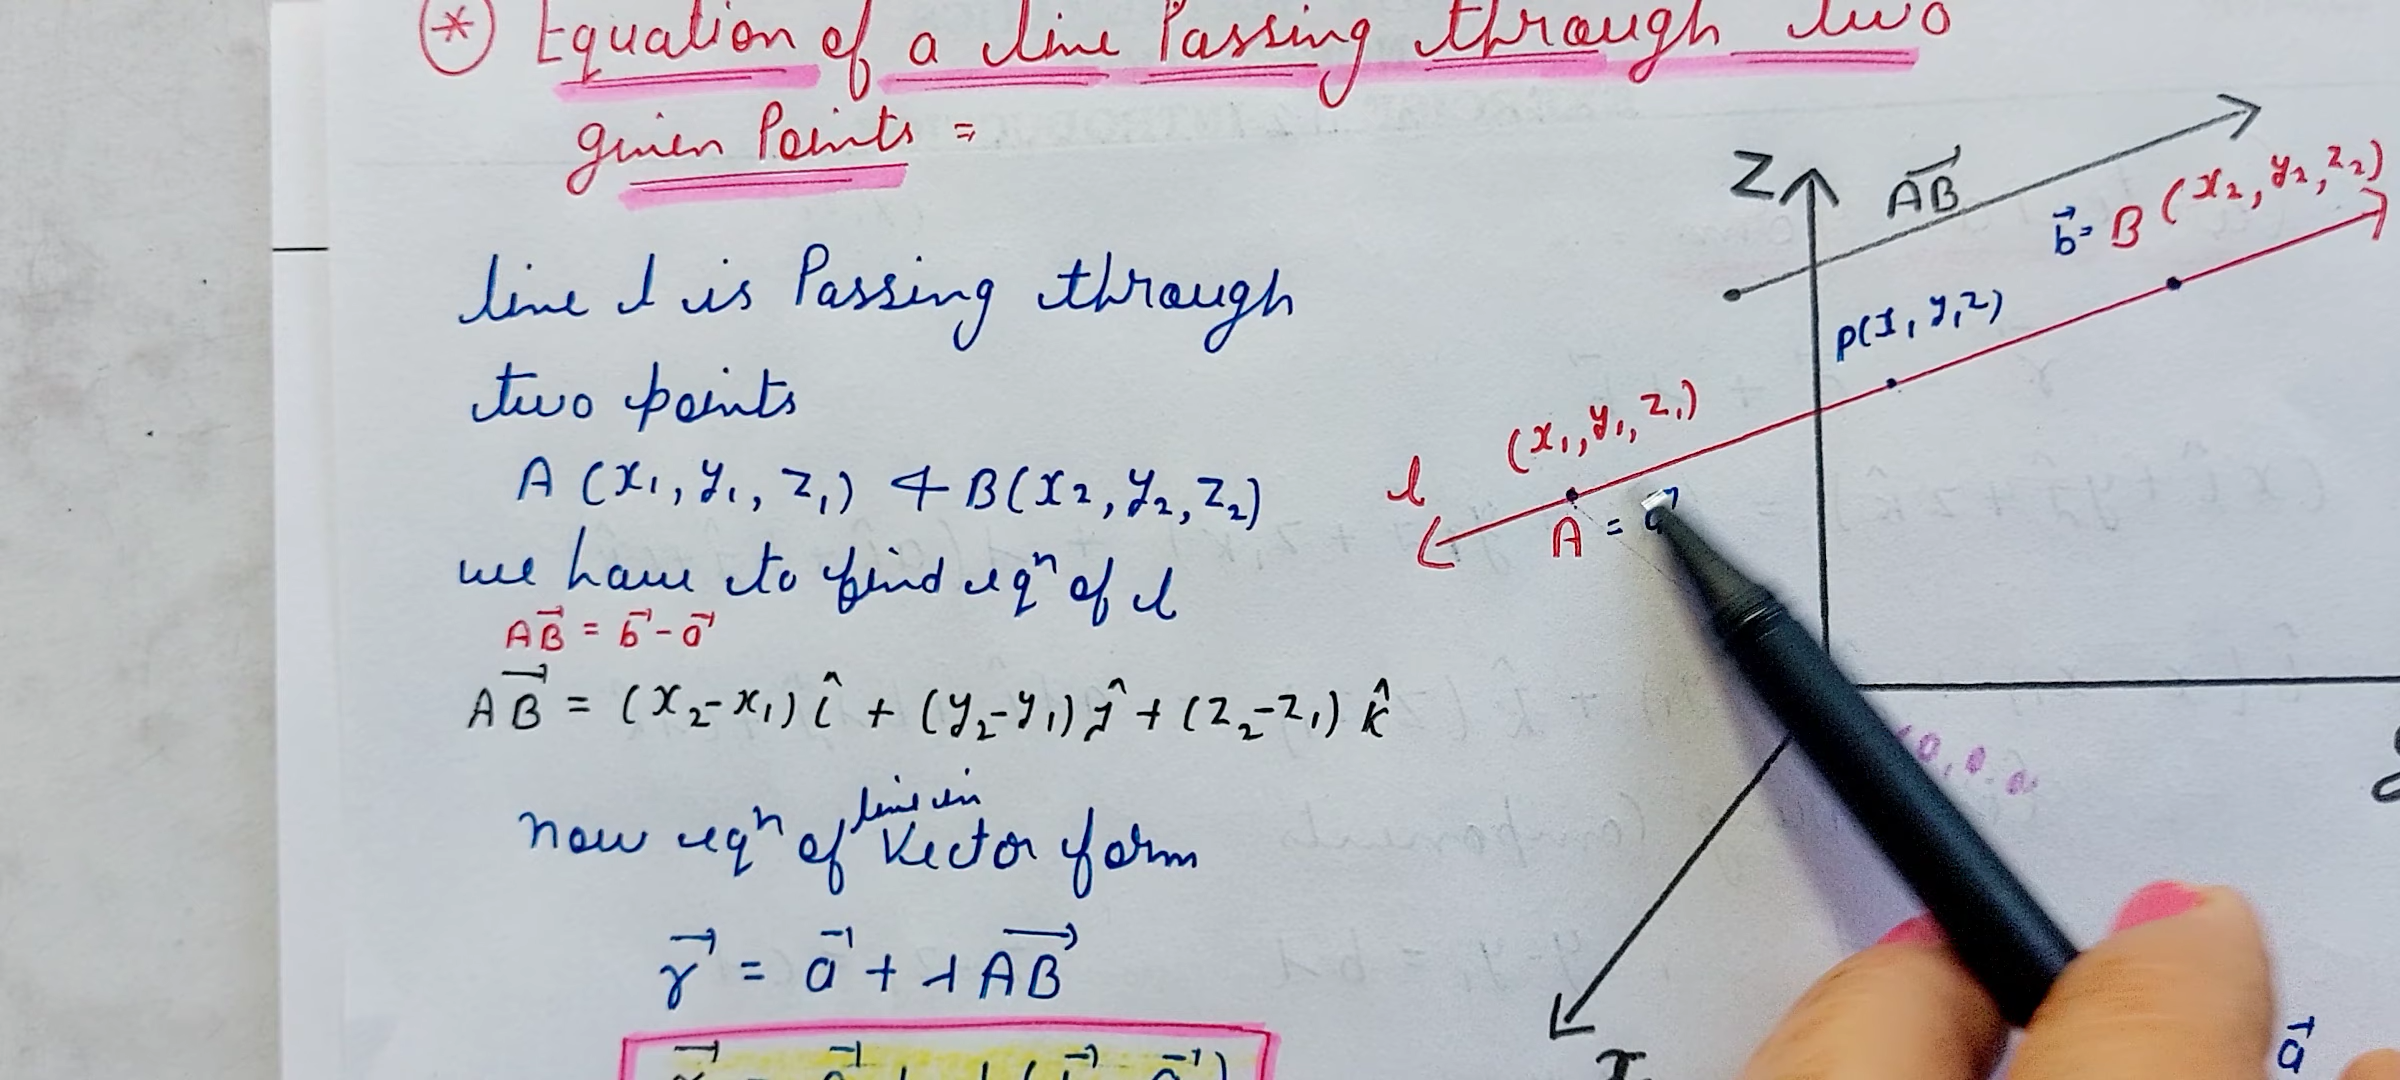 * Equation of a line Passing through two
given Points =
line l is Passing through
two points
A (x₁, y₁, z₁) & B(x₂, y₂, z₂)
we have to find eqⁿ of l
AB⃗ = b⃗ - a⃗
AB⃗ = (x₂-x₁) î + (y₂-y₁) ĵ + (z₂-z₁) k̂
now eqⁿ of line in Vector form
r⃗ = a⃗ + λ AB⃗
Z
AB⃗
b⃗ = B (x₂, y₂, z₂)
P(x, y, z)
(x₁, y₁, z₁)
l
A = a⃗
x
a⃗